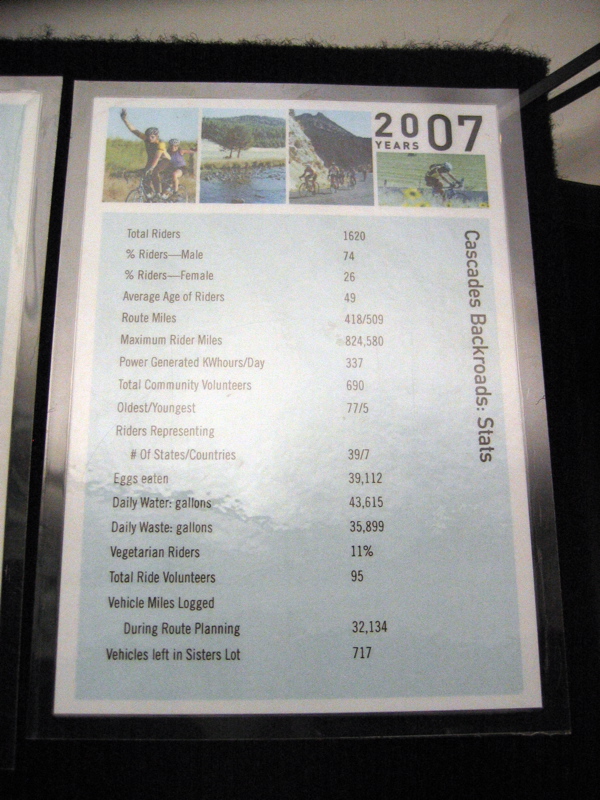 2007
YEARS
Cascades Backroads: Stats
Total Riders 1620
% Riders—Male 74
% Riders—Female 26
Average Age of Riders 49
Route Miles 418/509
Maximum Rider Miles 824,580
Power Generated KWhours/Day 337
Total Community Volunteers 690
Oldest/Youngest 77/5
Riders Representing
# Of States/Countries 39/7
Eggs eaten 39,112
Daily Water: gallons 43,615
Daily Waste: gallons 35,899
Vegetarian Riders 11%
Total Ride Volunteers 95
Vehicle Miles Logged
During Route Planning 32,134
Vehicles left in Sisters Lot 717